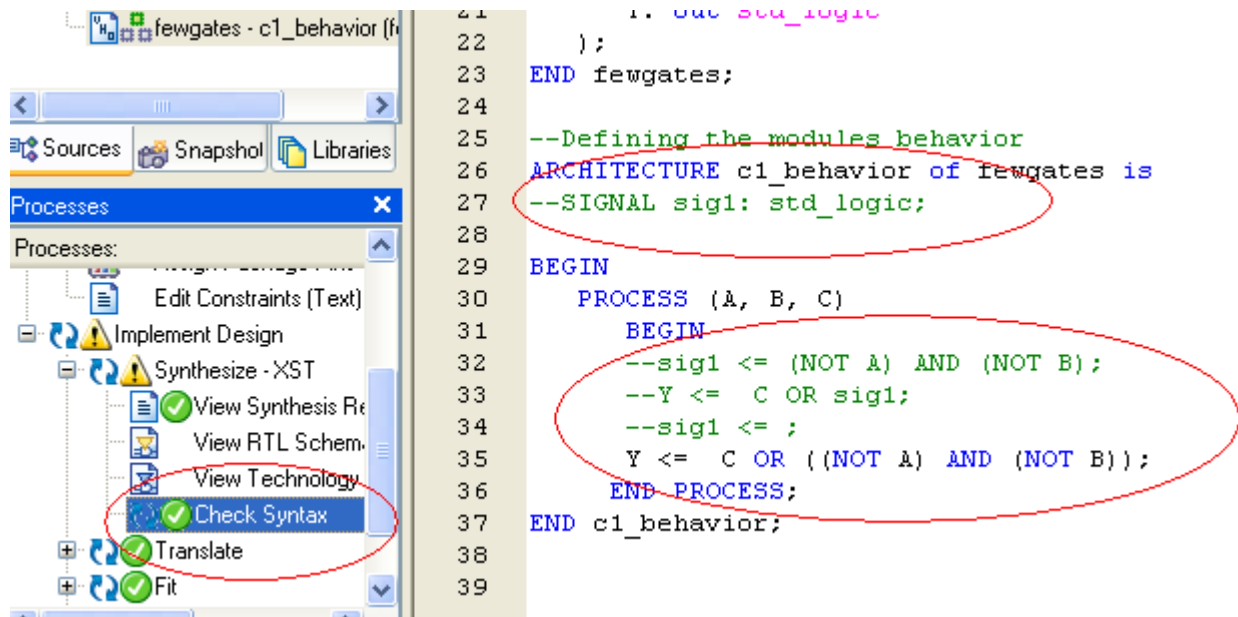 fewgates - c1_behavior (f
Sources Snapshot Libraries
Processes
Processes:
Edit Constraints (Text)
Implement Design
Synthesize - XST
View Synthesis Re
View RTL Schem
View Technology
Check Syntax
Translate
Fit
21 Y: out std_logic
22 );
23 END fewgates;
24
25 --Defining the modules behavior
26 ARCHITECTURE c1_behavior of fewgates is
27 --SIGNAL sig1: std_logic;
28
29 BEGIN
30 PROCESS (A, B, C)
31 BEGIN
32 --sig1 <= (NOT A) AND (NOT B);
33 --Y <= C OR sig1;
34 --sig1 <= ;
35 Y <= C OR ((NOT A) AND (NOT B));
36 END PROCESS;
37 END c1_behavior;
38
39